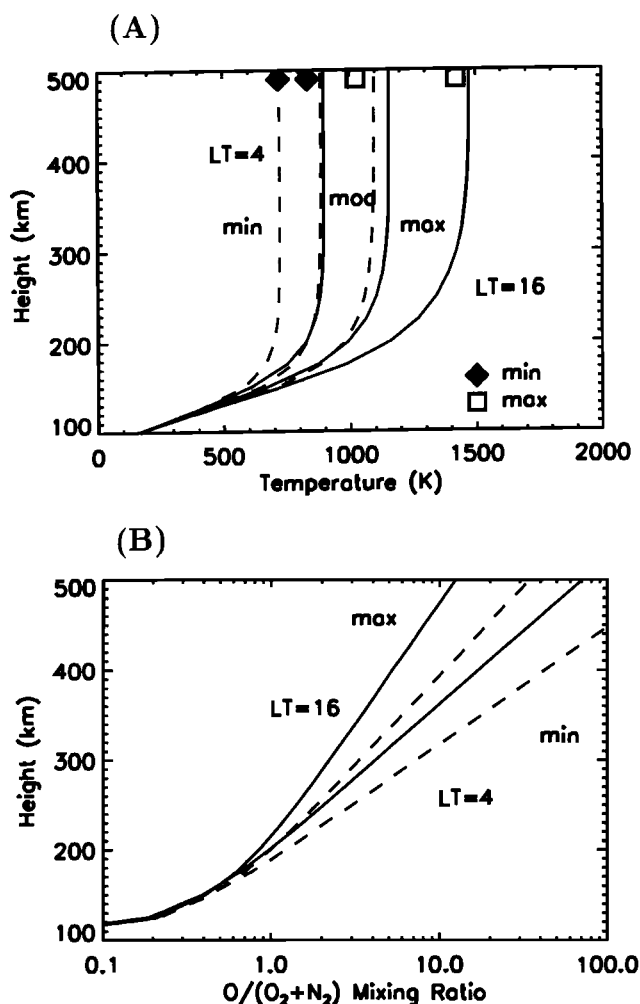 (A)
500
400
300
200
100
Height (km)
LT=4
min
mod
max
LT=16
min
max
0
500
1000
1500
2000
Temperature (K)
(B)
500
400
300
200
100
Height (km)
max
LT=16
min
LT=4
0.1
1.0
10.0
100.0
O/(O₂+N₂) Mixing Ratio